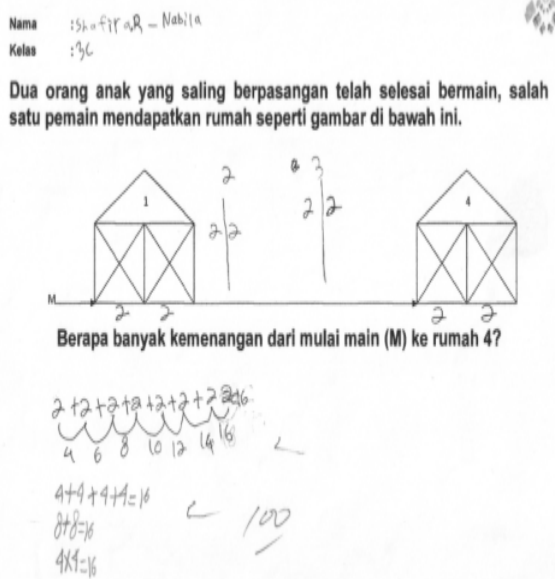 Nama : Shafira R - Nabila
Kelas : 3C
Dua orang anak yang saling berpasangan telah selesai bermain, salah
satu pemain mendapatkan rumah seperti gambar di bawah ini.
2 3
1 2 2 2 2 4
M 2 2 2 2
Berapa banyak kemenangan dari mulai main (M) ke rumah 4?
2+2+2+2+2+2+2+2=16
4 6 8 10 12 14 16
4+4+4+4=16
8+8=16
100
4x4=16